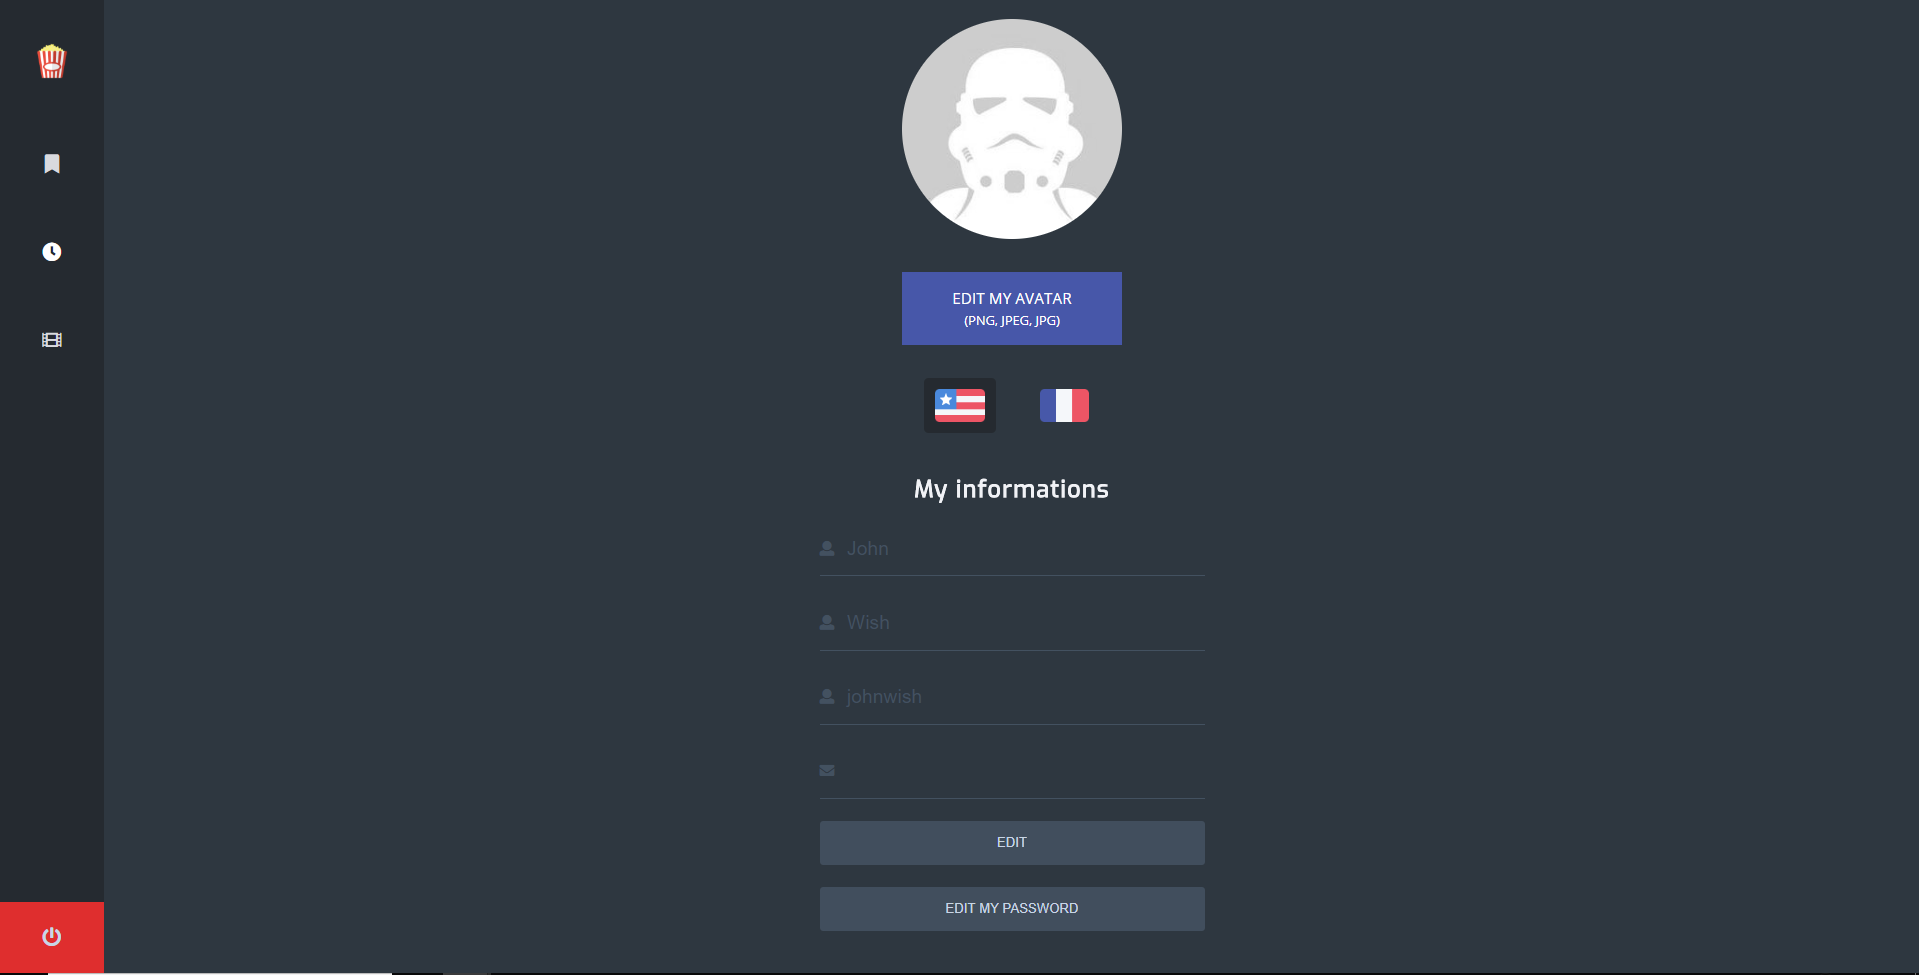 EDIT MY AVATAR
(PNG, JPEG, JPG)
My informations
John
Wish
johnwish
EDIT
EDIT MY PASSWORD